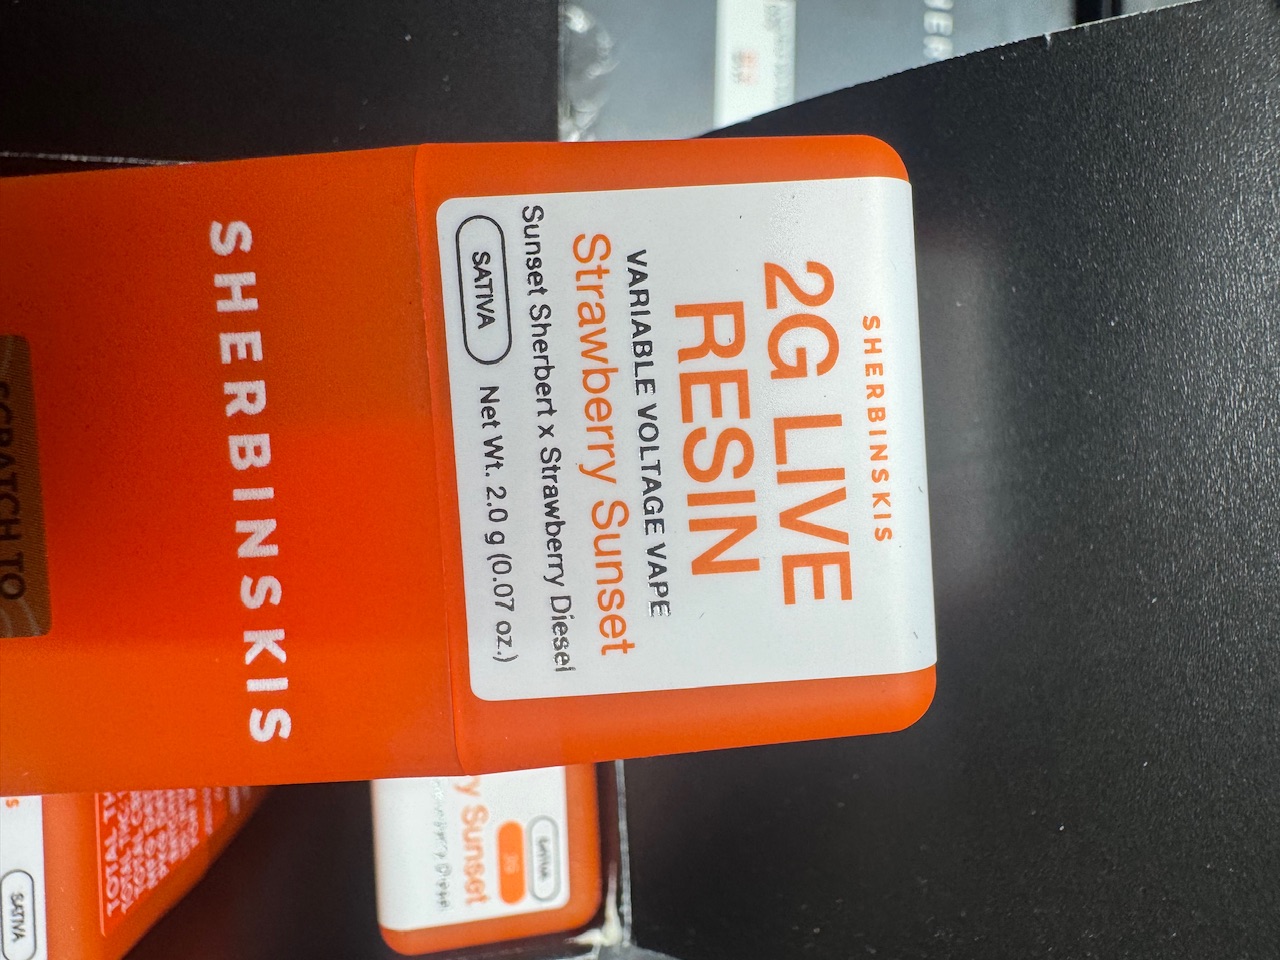 SHERBINSKIS
2G LIVE
RESIN
VARIABLE VOLTAGE VAPE
Strawberry Sunset
Sunset Sherbert x Strawberry Diesel
SATIVA
Net Wt. 2.0 g (0.07 oz.)
SHERBINSKIS
SCRATCH TO
y Sunset
SATIVA
SATIVA
TOTAL